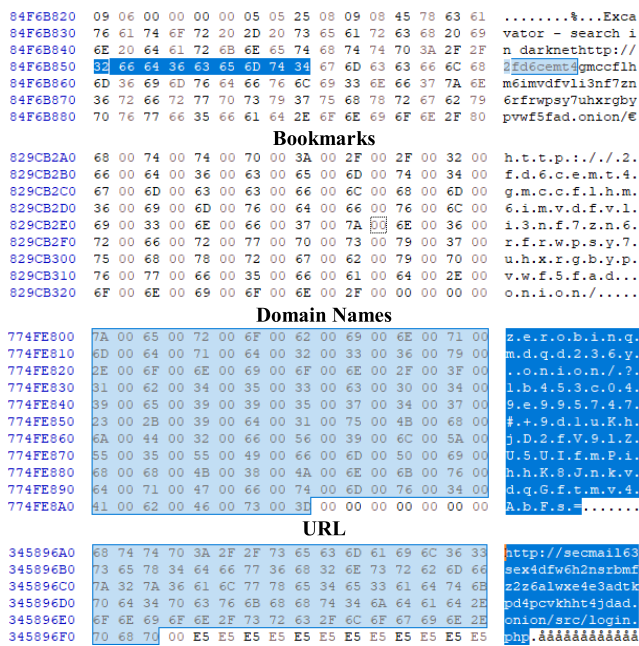 84F6B820 09 06 00 00 00 00 05 05 25 08 09 08 45 78 63 61 ........%...Exca
84F6B830 76 61 74 6F 72 20 2D 20 73 65 61 72 63 68 20 69 vator - search i
84F6B840 6E 20 64 61 72 6B 6E 65 74 68 74 74 70 3A 2F 2F n darknethttp://
84F6B850 32 66 64 36 63 65 6D 74 34 67 6D 63 63 66 6C 68 2fd6cemt4gmccflh
84F6B860 6D 36 69 6D 76 64 66 76 6C 69 33 6E 66 37 7A 6E m6imvdfvli3nf7zn
84F6B870 36 72 66 72 77 70 73 79 37 75 68 78 72 67 62 79 6rfrwpsy7uhxrgby
84F6B880 70 76 77 66 35 66 61 64 2E 6F 6E 69 6F 6E 2F 80 pvwf5fad.onion/€
Bookmarks
829CB2A0 68 00 74 00 74 00 70 00 3A 00 2F 00 2F 00 32 00 h.t.t.p.:././.2.
829CB2B0 66 00 64 00 36 00 63 00 65 00 6D 00 74 00 34 00 f.d.6.c.e.m.t.4.
829CB2C0 67 00 6D 00 63 00 63 00 66 00 6C 00 68 00 6D 00 g.m.c.c.f.l.h.m.
829CB2D0 36 00 69 00 6D 00 76 00 64 00 66 00 76 00 6C 00 6.i.m.v.d.f.v.l.
829CB2E0 69 00 33 00 6E 00 66 00 37 00 7A 00 6E 00 36 00 i.3.n.f.7.z.n.6.
829CB2F0 72 00 66 00 72 00 77 00 70 00 73 00 79 00 37 00 r.f.r.w.p.s.y.7.
829CB300 75 00 68 00 78 00 72 00 67 00 62 00 79 00 70 00 u.h.x.r.g.b.y.p.
829CB310 76 00 77 00 66 00 35 00 66 00 61 00 64 00 2E 00 v.w.f.5.f.a.d...
829CB320 6F 00 6E 00 69 00 6F 00 6E 00 2F 00 00 00 00 00 o.n.i.o.n./.....
Domain Names
774FE800 7A 00 65 00 72 00 6F 00 62 00 69 00 6E 00 71 00 z.e.r.o.b.i.n.q.
774FE810 6D 00 64 00 71 00 64 00 32 00 33 00 36 00 79 00 m.d.q.d.2.3.6.y.
774FE820 2E 00 6F 00 6E 00 69 00 6F 00 6E 00 2F 00 3F 00 ..o.n.i.o.n./.?.
774FE830 31 00 62 00 34 00 35 00 33 00 63 00 30 00 34 00 1.b.4.5.3.c.0.4.
774FE840 39 00 65 00 39 00 39 00 35 00 37 00 34 00 37 00 9.e.9.9.5.7.4.7.
774FE850 23 00 2B 00 39 00 64 00 31 00 75 00 4B 00 68 00 #.+.9.d.1.u.K.h.
774FE860 6A 00 44 00 32 00 66 00 56 00 39 00 6C 00 5A 00 j.D.2.f.V.9.l.Z.
774FE870 55 00 35 00 55 00 49 00 66 00 6D 00 50 00 69 00 U.5.U.I.f.m.P.i.
774FE880 68 00 68 00 4B 00 38 00 4A 00 6E 00 6B 00 76 00 h.h.K.8.J.n.k.v.
774FE890 64 00 71 00 47 00 66 00 74 00 6D 00 76 00 34 00 d.q.G.f.t.m.v.4.
774FE8A0 41 00 62 00 46 00 73 00 3D 00 00 00 00 00 00 00 A.b.F.s.=.......
URL
345896A0 68 74 74 70 3A 2F 2F 73 65 63 6D 61 69 6C 36 33 http://secmail63
345896B0 73 65 78 34 64 66 77 36 68 32 6E 73 72 62 6D 66 sex4dfw6h2nsrbmf
345896C0 7A 32 7A 36 61 6C 77 78 65 34 65 33 61 64 74 6B z2z6alwxe4e3adtk
345896D0 70 64 34 70 63 76 6B 68 68 74 34 6A 64 61 64 2E pd4pcvkhht4jdad.
345896E0 6F 6E 69 6F 6E 2F 73 72 63 2F 6C 6F 67 69 6E 2E onion/src/login.
345896F0 70 68 70 00 E5 E5 E5 E5 E5 E5 E5 E5 E5 E5 E5 E5 php.åååååååååååå